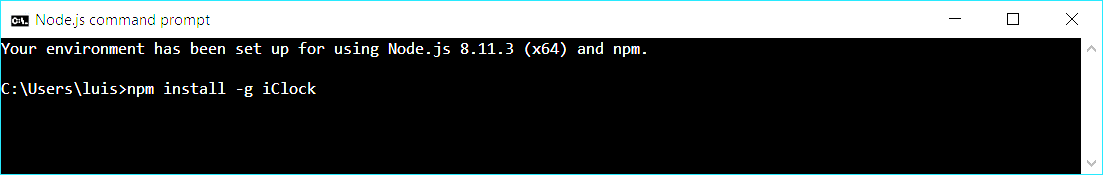 Node.js command prompt
Your environment has been set up for using Node.js 8.11.3 (x64) and npm.
C:\Users\luis>npm install -g iClock